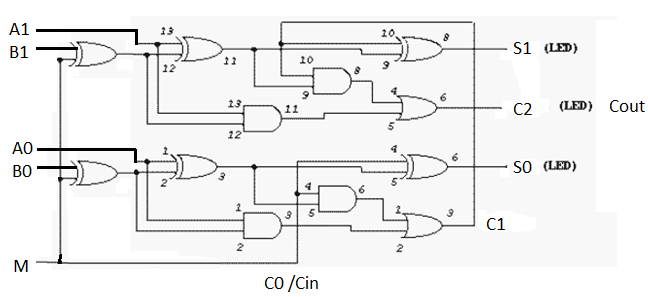 A1 13 10 8 S1 (LED)
B1 12 11 10 9
8 4 6 C2 (LED) Cout
9
13 11 5
12
A0 1 4 6 S0 (LED)
B0 2 3 5
4 6
5 1 3 C1
1 3
2 2
M
C0 /Cin